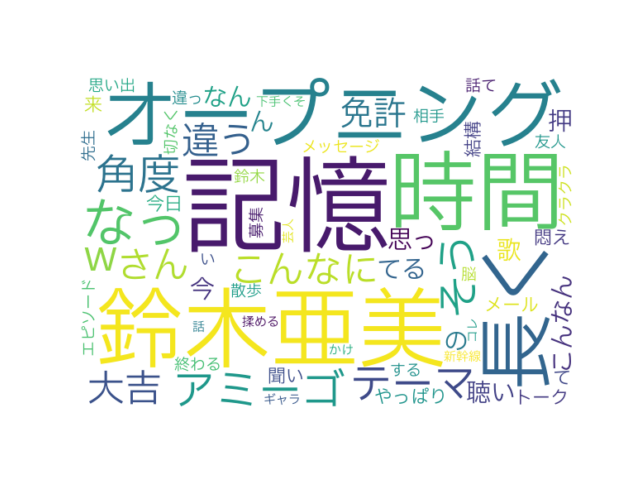 思い出
違っ
なん
下手くそ
オープニング
話て
来
切なく
ん
免許
相手
結構
押
先生
違う
メッセージ
友人
角度
鈴木
記憶
時間
クラクラ
今日
募集
なっ
芸人
思っ
歌
悶え
w
さん
い
こんなに
てる
そう
脳
長く
エピソード
今
散歩
メール
こんなん
鈴木亜美
話
揉める
の
コレ
かけ
新幹線
終わる
聞い
する
て
大吉
アミーゴ
テーマ
聴い
ギャラ
やっぱり
トーク